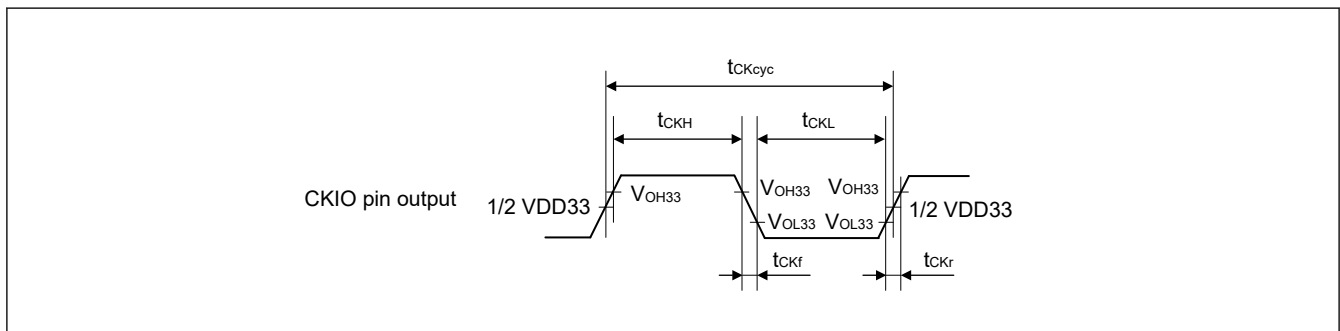 tCKcyc
tCKH
tCKL
CKIO pin output
1/2 VDD33
VOH33
VOH33
VOH33
1/2 VDD33
VOL33
VOL33
tCKf
tCKr